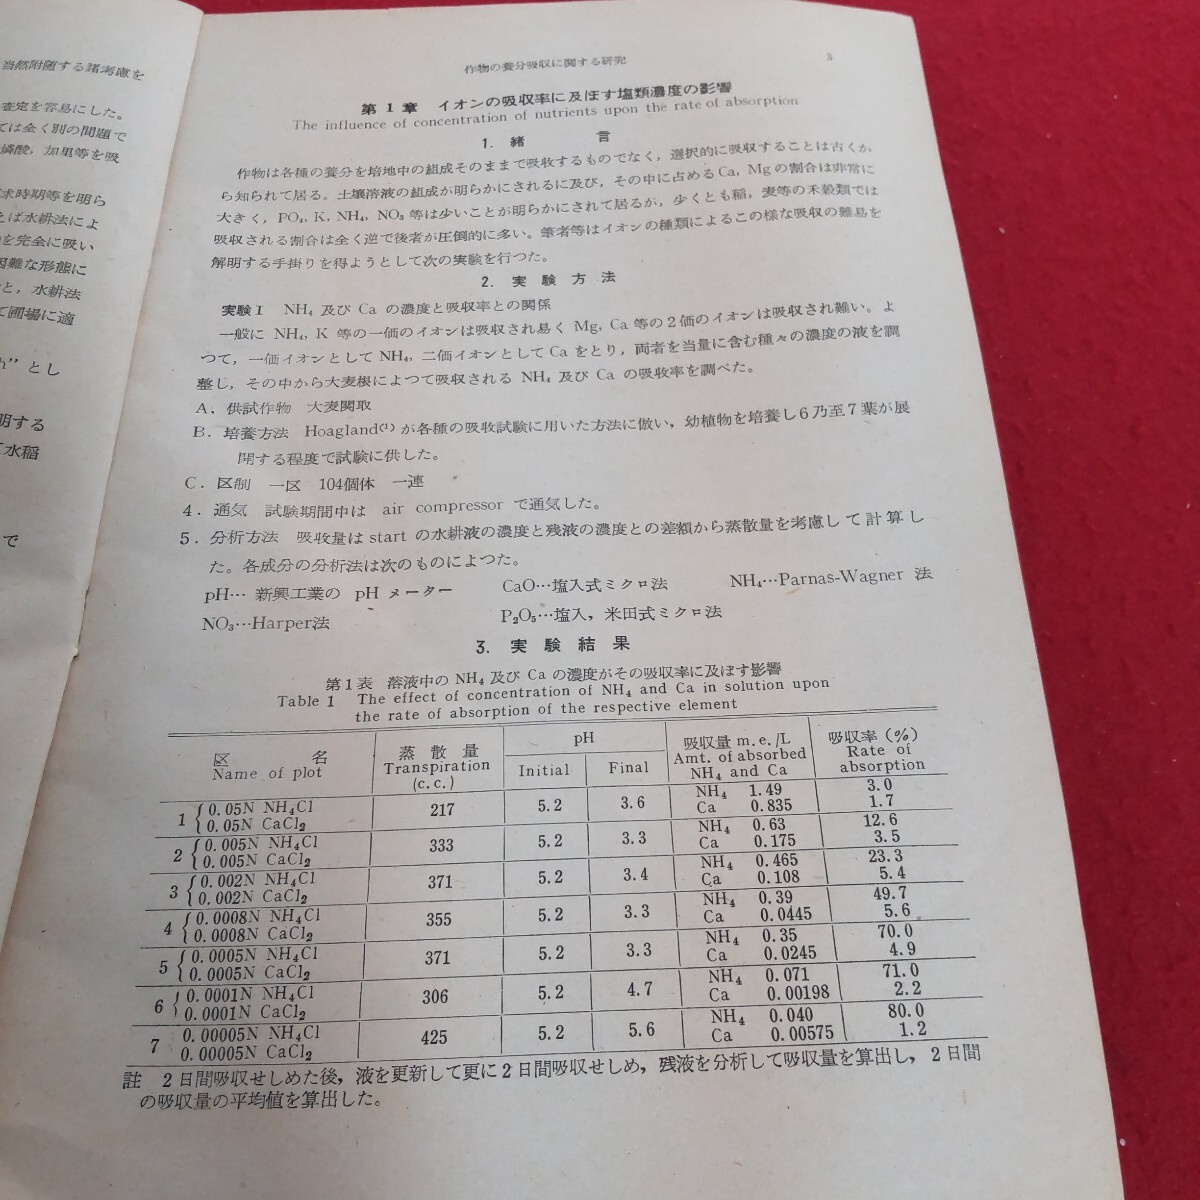 当然附随する諸考慮を
査定を容易にした。
ては全く別の間題で
燐酸，加里等を吸
求時期等を明ら
えば水耕法によ
を完全に吸い
困難な形態に
と，水耕法
て圃場に適
とし
明する
水稲
で
作物の養分吸収に関する研究
3
第1章　イオンの吸収率に及ぼす塩類濃度の影響
The influence of concentration of nutrients upon the rate of absorption
1. 緒　言
作物は各種の養分を培地中の組成そのままで吸收するものでなく，選択的に吸収することは古くか
ら知られて居る。土壌溶液の組成が明らかにされるに及び，その中に占める Ca, Mg の割合は非常に
大きく，PO₄, K, NH₄, NO₃ 等は少いことが明らかにされて居るが，少くとも稲，麦等の禾穀類では
吸収される割合は全く逆で後者が圧倒的に多い。筆者等はイオンの種類によるこの様な吸収の難易を
解明する手掛りを得ようとして次の実験を行つた。
2. 実験方法
実験 I　NH₄ 及び Ca の濃度と吸収率との関係
一般に NH₄, K 等の一価のイオンは吸収され易く Mg, Ca 等の2価のイオンは吸収され難い。よ
つて，一価イオンとして NH₄，二価イオンとして Ca をとり，両者を当量に含む種々の濃度の液を調
整し，その中から大麦根によつて吸収される NH₄ 及び Ca の吸收率を調べた。
A. 供試作物　大麦関取
B. 培養方法　Hoagland⁽¹⁾ が各種の吸收試験に用いた方法に倣い，幼植物を培養し6乃至7葉が展
開する程度で試験に供した。
C. 区制　一区　104個体　一連
4. 通気　試験期間中は air compressor で通気した。
5. 分析方法　吸收量は start の水耕液の濃度と残液の濃度との差額から蒸散量を考慮して計算し
た。各成分の分析法は次のものによつた。
pH… 新興工業の pH メーター　CaO…塩入式ミクロ法　NH₄…Parnas-Wagner 法
NO₃…Harper法　P₂O₅…塩入，米田式ミクロ法
3. 実験結果
第1表　溶液中の NH₄ 及び Ca の濃度がその吸収率に及ぼす影響
Table 1　The effect of concentration of NH₄ and Ca in solution upon
the rate of absorption of the respective element
区　名　蒸散量　pH　吸收量 m.e./L　吸収率 (%)
Name of plot　Transpiration (c.c.)　Initial　Final　Amt. of absorbed NH₄ and Ca　Rate of absorption
1 { 0.05N NH₄Cl　217　5.2　3.6　NH₄ 1.49　3.0
0.05N CaCl₂　Ca 0.835　1.7
2 { 0.005N NH₄Cl　333　5.2　3.3　NH₄ 0.63　12.6
0.005N CaCl₂　Ca 0.175　3.5
3 { 0.002N NH₄Cl　371　5.2　3.4　NH₄ 0.465　23.3
0.002N CaCl₂　Ca 0.108　5.4
4 { 0.0008N NH₄Cl　355　5.2　3.3　NH₄ 0.39　49.7
0.0008N CaCl₂　Ca 0.0445　5.6
5 { 0.0005N NH₄Cl　371　5.2　3.3　NH₄ 0.35　70.0
0.0005N CaCl₂　Ca 0.0245　4.9
6 { 0.0001N NH₄Cl　306　5.2　4.7　NH₄ 0.071　71.0
0.0001N CaCl₂　Ca 0.00198　2.2
7 0.00005N NH₄Cl　425　5.2　5.6　NH₄ 0.040　80.0
0.00005N CaCl₂　Ca 0.00575　1.2
註　2日間吸収せしめた後，液を更新して更に2日間吸収せしめ，残液を分析して吸収量を算出し，2日間
の吸収量の平均値を算出した。